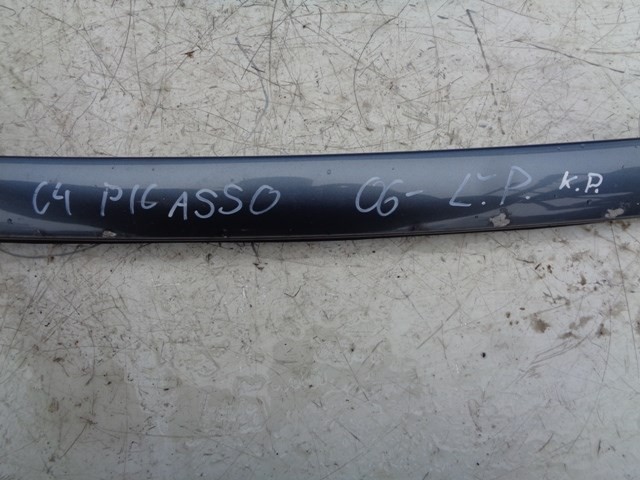 C4 PICASSO 06- Ľ.P. K.P.